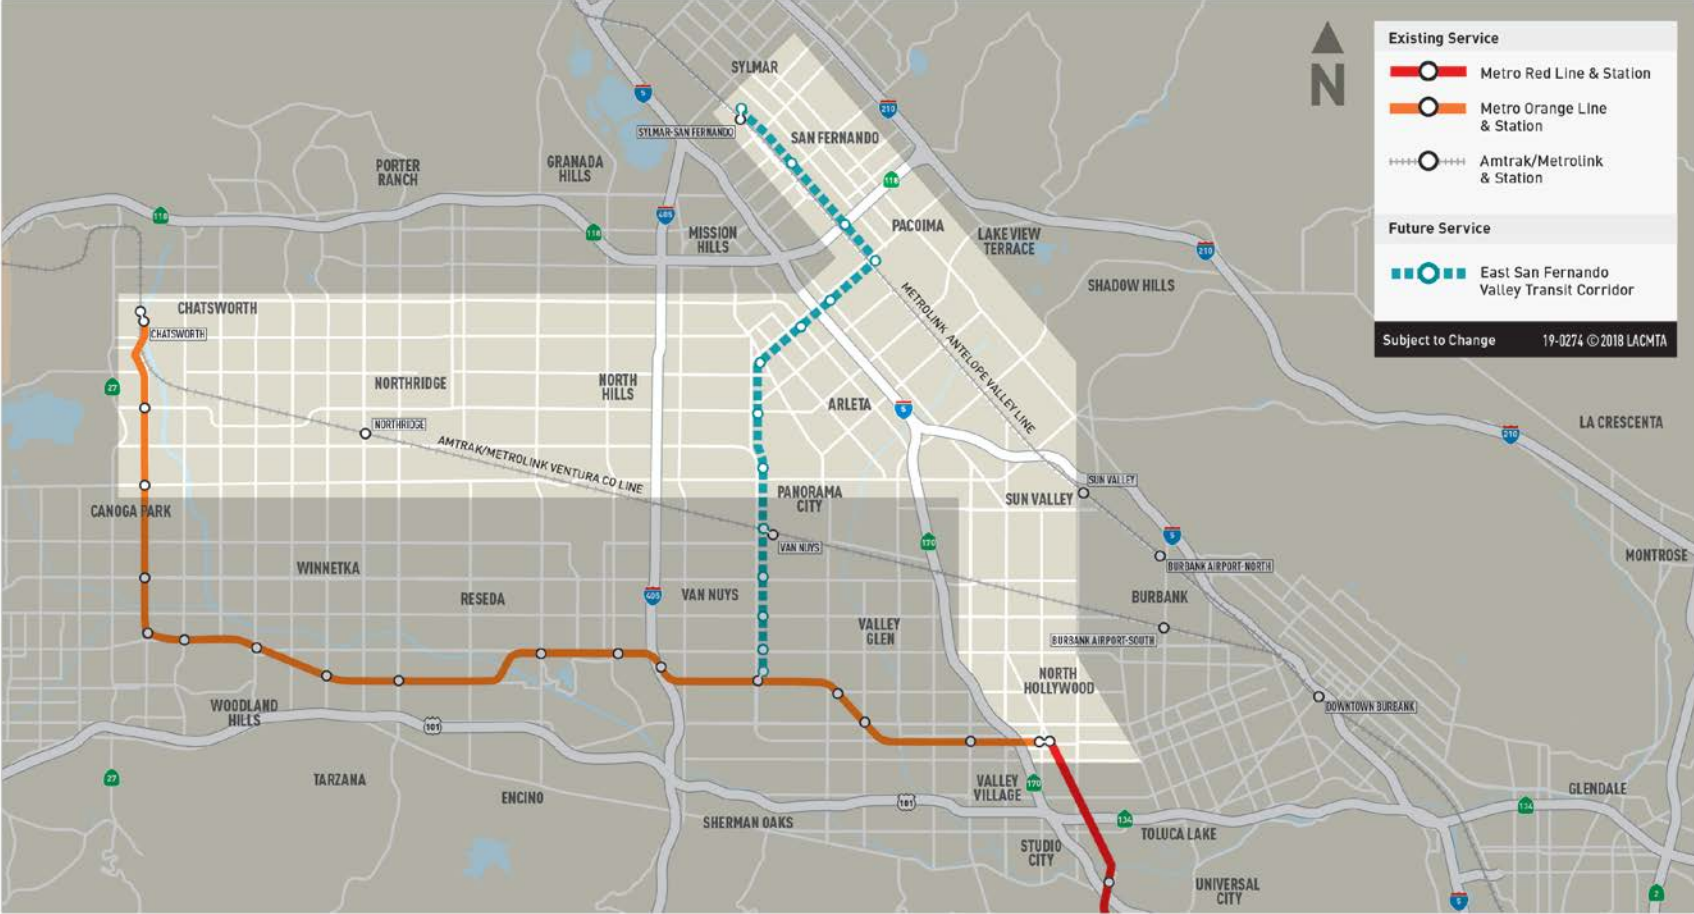 Existing Service
Metro Red Line & Station
Metro Orange Line
& Station
Amtrak/Metrolink
& Station
Future Service
East San Fernando
Valley Transit Corridor
Subject to Change 19-0274 © 2018 LACMTA
N
SYLMAR
5
210
SYLMAR-SAN FERNANDO
SAN FERNANDO
PORTER
RANCH
GRANADA
HILLS
118
118
405
118
MISSION
HILLS
PACOIMA
LAKE VIEW
TERRACE
210
SHADOW HILLS
CHATSWORTH
CHATSWORTH
METROLINK ANTELOPE VALLEY LINE
27
NORTHRIDGE
NORTH
HILLS
ARLETA
5
NORTHRIDGE
AMTRAK/METROLINK VENTURA CO LINE
210
LA CRESCENTA
CANOGA PARK
PANORAMA
CITY
SUN VALLEY
SUN VALLEY
VAN NUYS
170
5
BURBANK AIRPORT-NORTH
MONTROSE
WINNETKA
RESEDA
405
VAN NUYS
BURBANK
VALLEY
GLEN
BURBANK AIRPORT-SOUTH
NORTH
HOLLYWOOD
WOODLAND
HILLS
101
DOWNTOWN BURBANK
27
TARZANA
ENCINO
VALLEY
VILLAGE
170
101
SHERMAN OAKS
134
TOLUCA LAKE
134
GLENDALE
STUDIO
CITY
UNIVERSAL
CITY
5
2